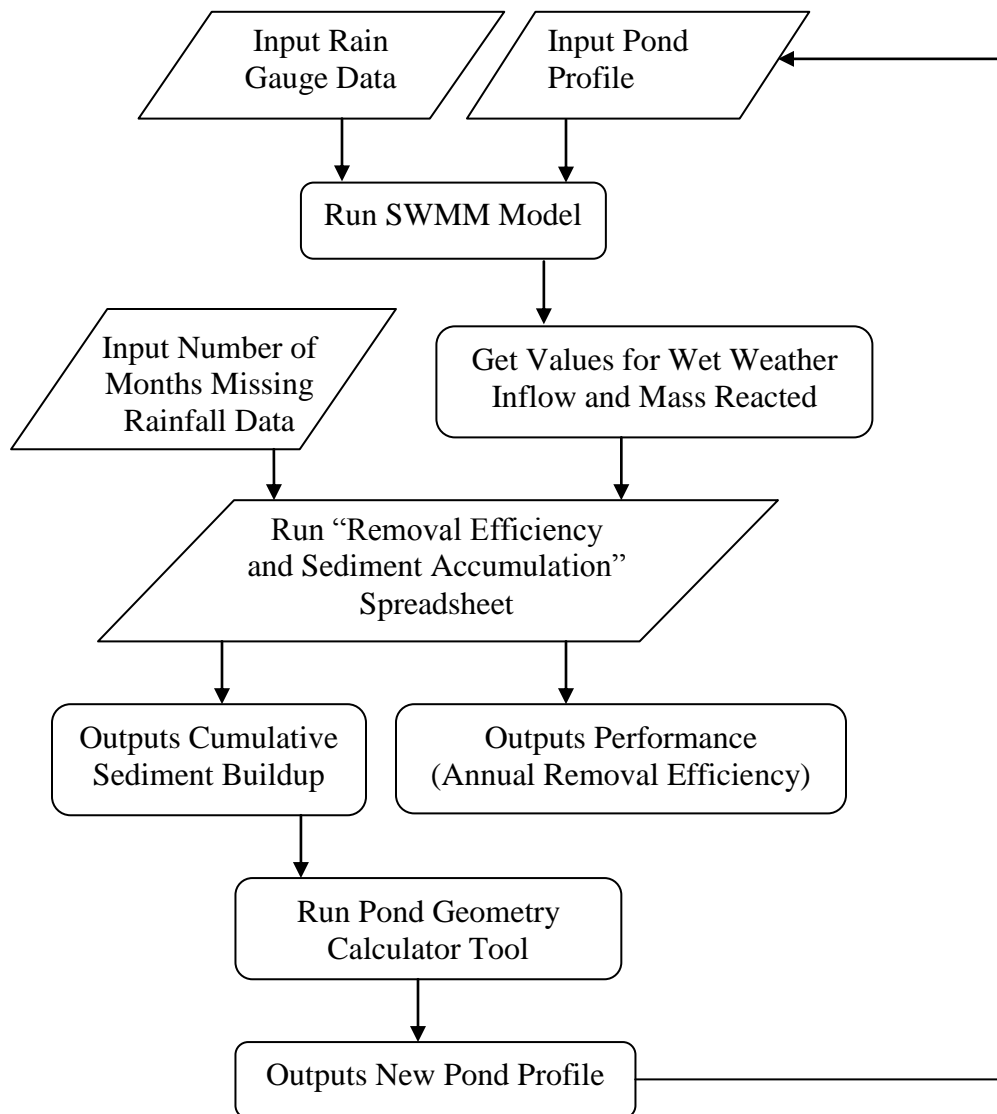 Input Rain
Gauge Data
Input Pond
Profile
Run SWMM Model
Input Number of
Months Missing
Rainfall Data
Get Values for Wet Weather
Inflow and Mass Reacted
Run “Removal Efficiency
and Sediment Accumulation”
Spreadsheet
Outputs Cumulative
Sediment Buildup
Outputs Performance
(Annual Removal Efficiency)
Run Pond Geometry
Calculator Tool
Outputs New Pond Profile